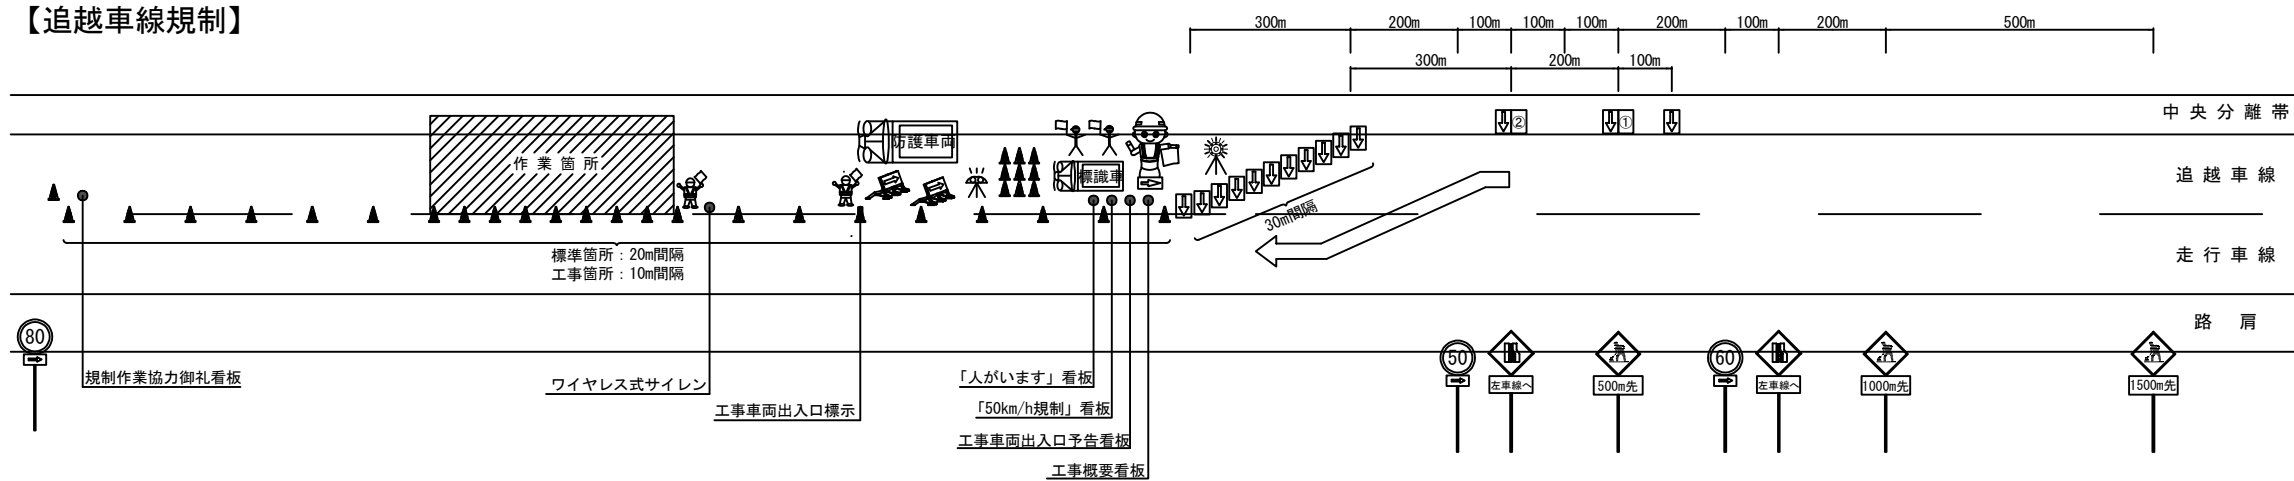 【追越車線規制】
300m 200m 100m 100m 100m 200m 100m 200m 500m
300m 200m 100m
中央分離帯
② ①
防護車両
作業箇所
標識車
追越車線
30m間隔
標準箇所：20m間隔
工事箇所：10m間隔
走行車線
路肩
80
50
60
規制作業協力御礼看板
ワイヤレス式サイレン
工事車両出入口標示
「人がいます」看板
「50km/h規制」看板
工事車両出入口予告看板
工事概要看板
左車線へ
500m先
左車線へ
1000m先
1500m先